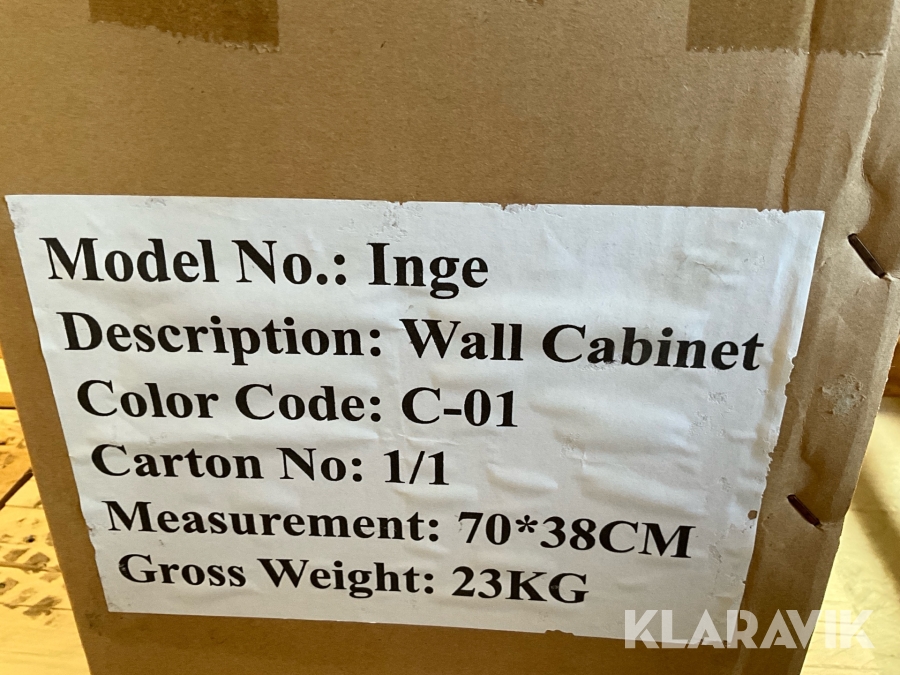 Model No.: Inge
Description: Wall Cabinet
Color Code: C-01
Carton No: 1/1
Measurement: 70*38CM
Gross Weight: 23KG
KLARAVIK